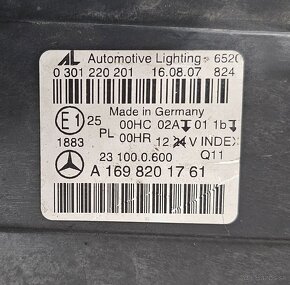 AL Automotive Lighting 6520
0 301 220 201 16.08.07 824
Made in Germany
E1 25 00HC 02A 01 1b
PL 00HR 12 24 V INDEX
1883 23 100.0.600 Q11
A 169 820 17 61